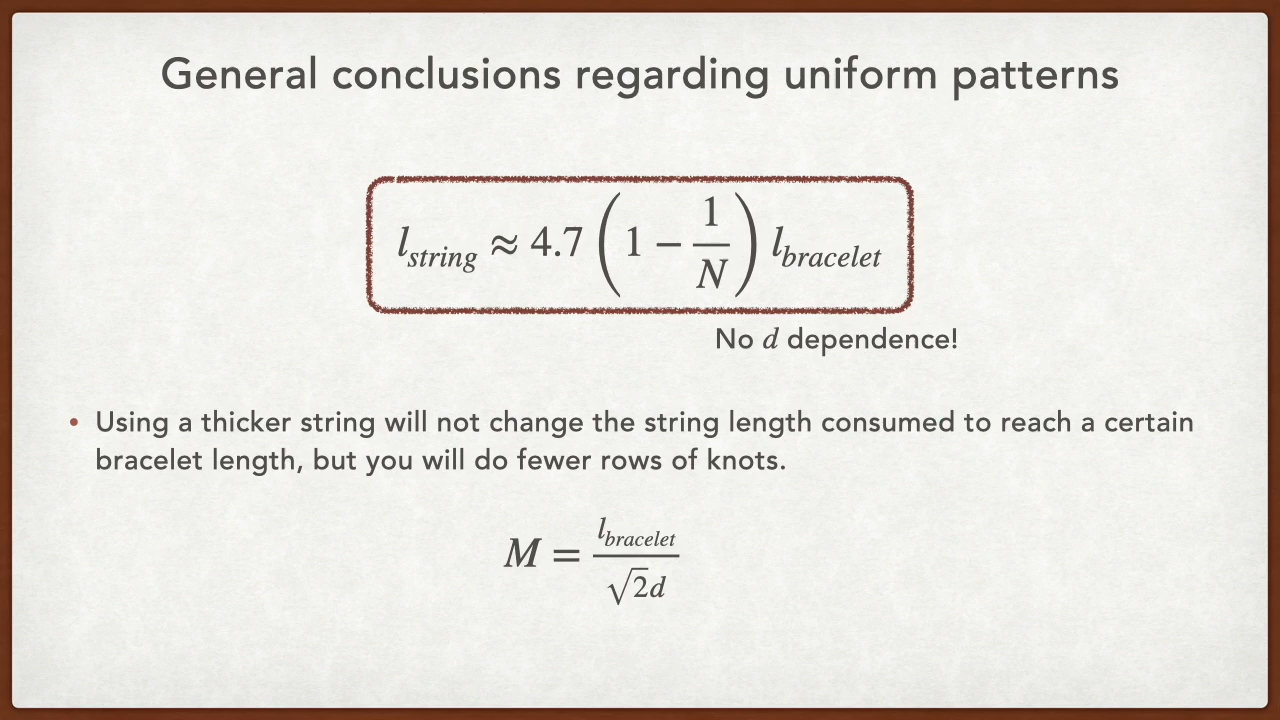 General conclusions regarding uniform patterns
l_string ≈ 4.7 (1 − 1/N) l_bracelet
No d dependence!
• Using a thicker string will not change the string length consumed to reach a certain
bracelet length, but you will do fewer rows of knots.
M = l_bracelet / √2d